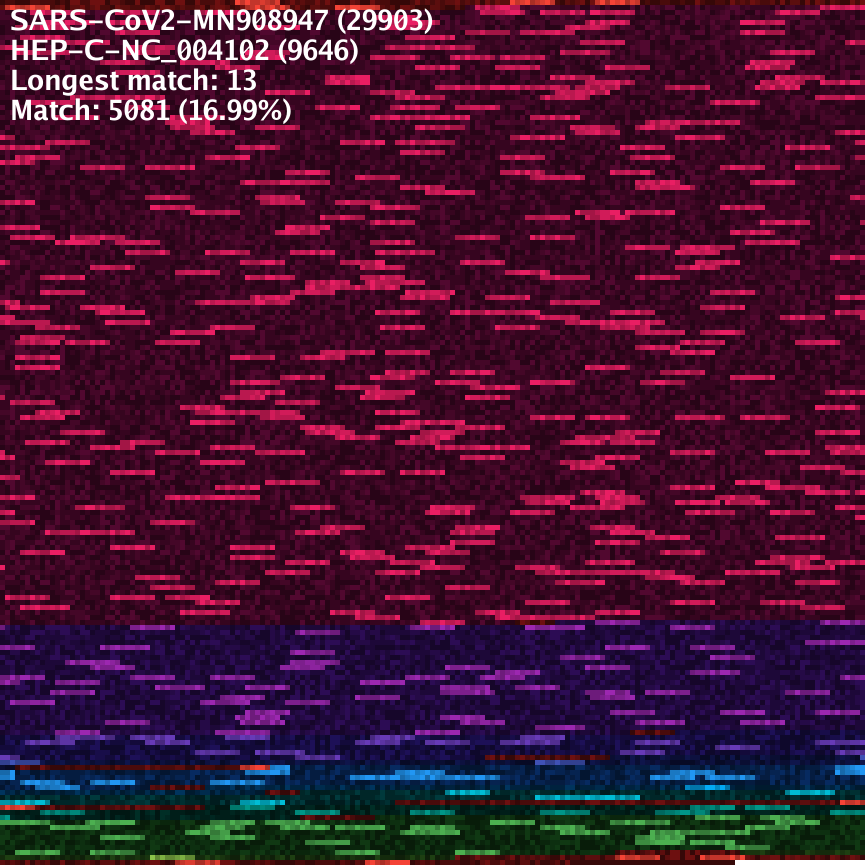 SARS-CoV2-MN908947 (29903)
HEP-C-NC_004102 (9646)
Longest match: 13
Match: 5081 (16.99%)